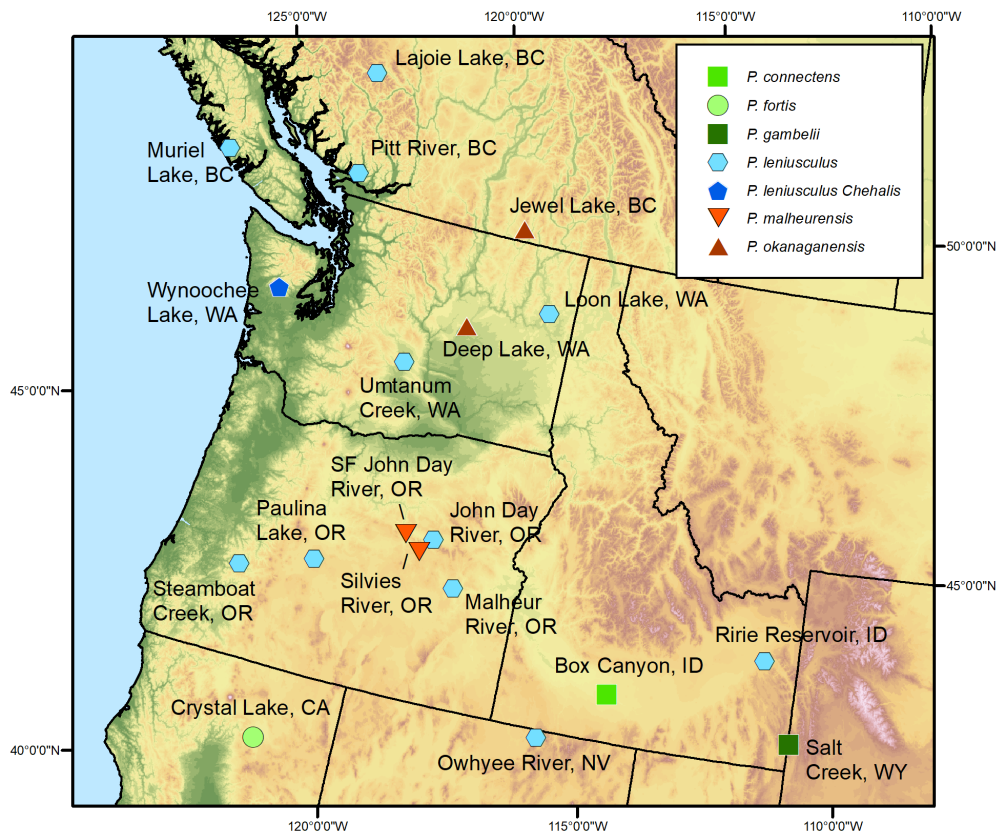 125°0'0"W
120°0'0"W
115°0'0"W
110°0'0"W
Lajoie Lake, BC
P. connectens
P. fortis
P. gambelii
P. leniusculus
P. leniusculus Chehalis
P. malheurensis
P. okanaganensis
Muriel
Lake, BC
Pitt River, BC
Jewel Lake, BC
50°0'0"N
Wynoochee
Lake, WA
Loon Lake, WA
Deep Lake, WA
Umtanum
Creek, WA
45°0'0"N
SF John Day
River, OR
Paulina
Lake, OR
John Day
River, OR
Steamboat
Creek, OR
Silvies
River, OR
Malheur
River, OR
45°0'0"N
Ririe Reservoir, ID
Box Canyon, ID
Crystal Lake, CA
40°0'0"N
Owhyee River, NV
Salt
Creek, WY
120°0'0"W
115°0'0"W
110°0'0"W